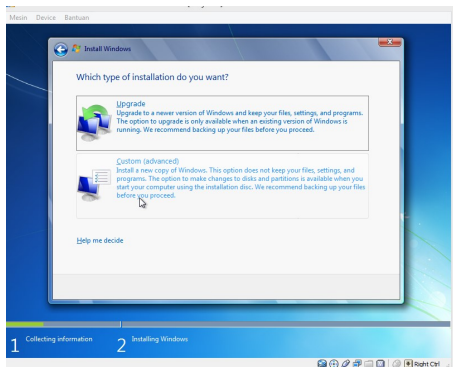 Mesin Device Bantuan
Install Windows
Which type of installation do you want?
Upgrade
Upgrade to a newer version of Windows and keep your files, settings, and programs.
The option to upgrade is only available when an existing version of Windows is
running. We recommend backing up your files before you proceed.
Custom (advanced)
Install a new copy of Windows. This option does not keep your files, settings, and
programs. The option to make changes to disks and partitions is available when you
start your computer using the installation disc. We recommend backing up your files
before you proceed.
Help me decide
1 Collecting information 2 Installing Windows
Right Ctrl